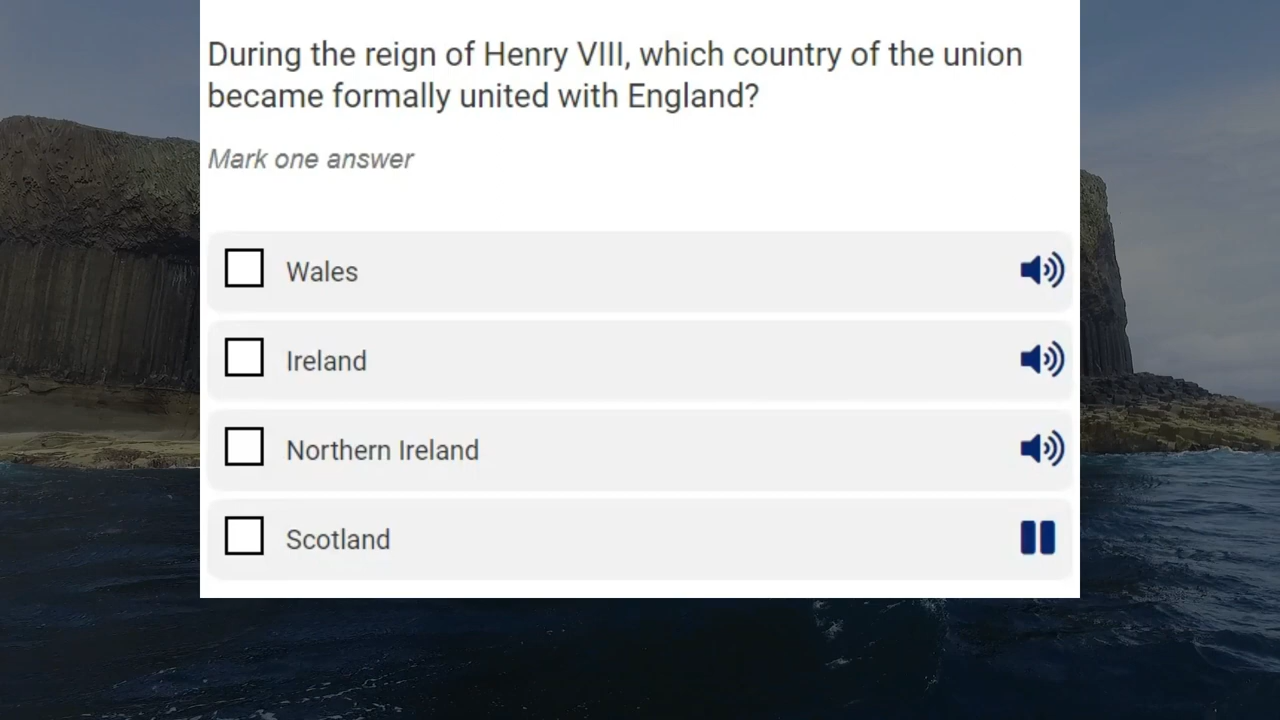 During the reign of Henry VIII, which country of the union
became formally united with England?
Mark one answer
Wales
Ireland
Northern Ireland
Scotland